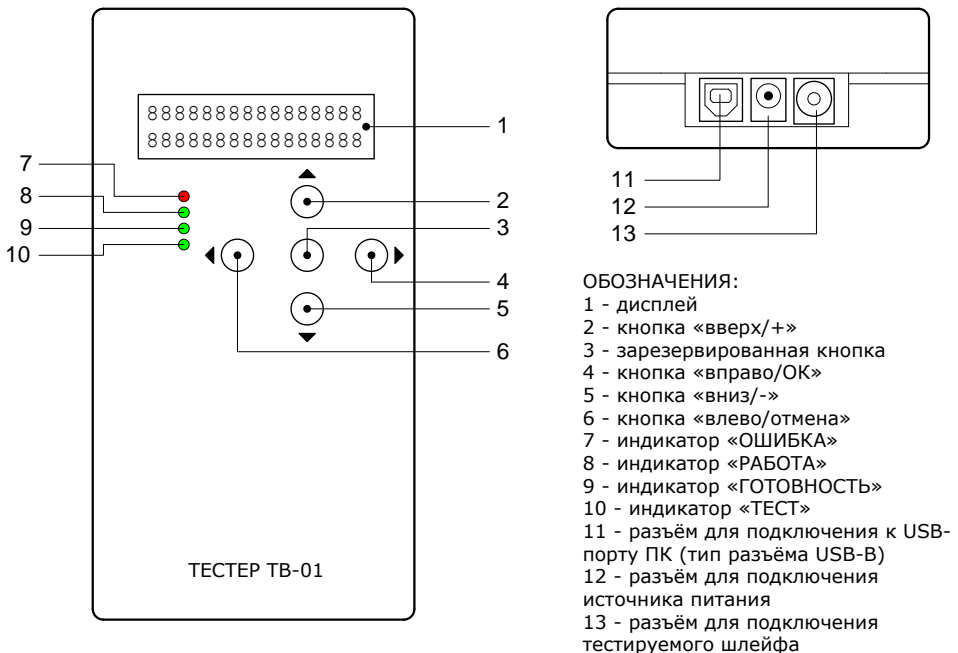 8888888888888888
8888888888888888
1
7
8
9
10
2
3
4
5
6
ТЕСТЕР ТВ-01
11
12
13
ОБОЗНАЧЕНИЯ:
1 - дисплей
2 - кнопка «вверх/+»
3 - зарезервированная кнопка
4 - кнопка «вправо/ОК»
5 - кнопка «вниз/-»
6 - кнопка «влево/отмена»
7 - индикатор «ОШИБКА»
8 - индикатор «РАБОТА»
9 - индикатор «ГОТОВНОСТЬ»
10 - индикатор «ТЕСТ»
11 - разъём для подключения к USB-
порту ПК (тип разъёма USB-B)
12 - разъём для подключения
источника питания
13 - разъём для подключения
тестируемого шлейфа